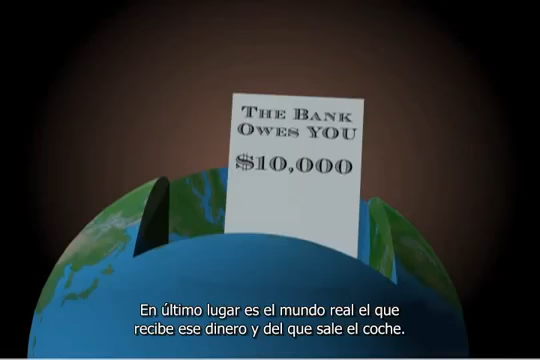 THE BANK
OWES YOU
$10,000
En último lugar es el mundo real el que
recibe ese dinero y del que sale el coche.